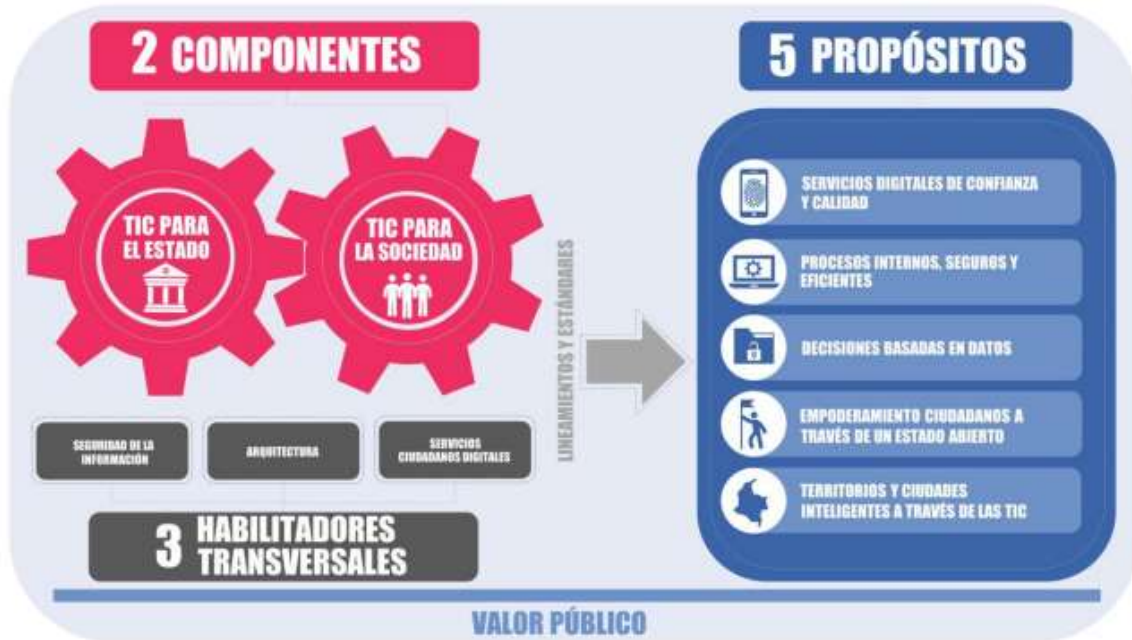 2 COMPONENTES
TIC PARA
EL ESTADO
TIC PARA
LA SOCIEDAD
SEGURIDAD DE LA
INFORMACIÓN
ARQUITECTURA
SERVICIOS
CIUDADANOS DIGITALES
3 HABILITADORES
TRANSVERSALES
LINEAMIENTOS Y ESTÁNDARES
5 PROPÓSITOS
SERVICIOS DIGITALES DE CONFIANZA
Y CALIDAD
PROCESOS INTERNOS, SEGUROS Y
EFICIENTES
DECISIONES BASADAS EN DATOS
EMPODERAMIENTO CIUDADANOS A
TRAVÉS DE UN ESTADO ABIERTO
TERRITORIOS Y CIUDADES
INTELIGENTES A TRAVÉS DE LAS TIC
VALOR PÚBLICO